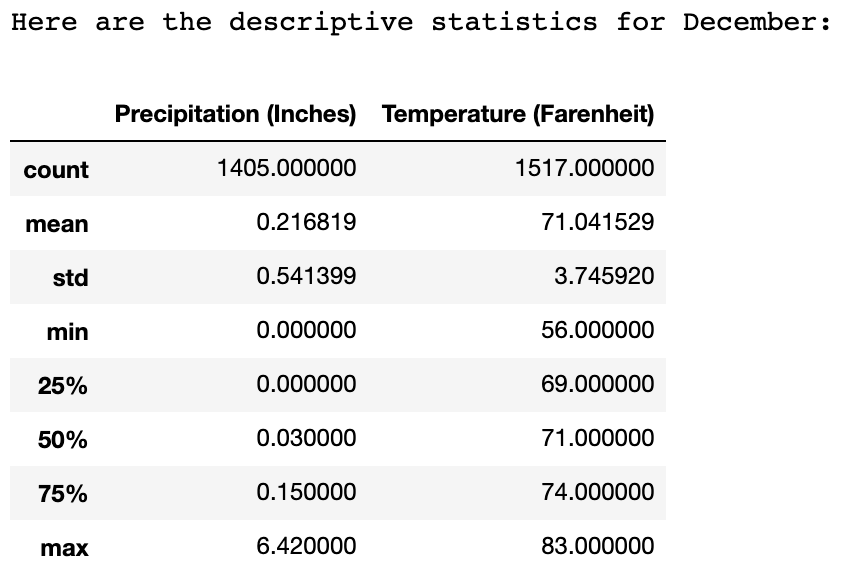 Here are the descriptive statistics for December:
Precipitation (Inches) Temperature (Farenheit)
count 1405.000000 1517.000000
mean 0.216819 71.041529
std 0.541399 3.745920
min 0.000000 56.000000
25% 0.000000 69.000000
50% 0.030000 71.000000
75% 0.150000 74.000000
max 6.420000 83.000000